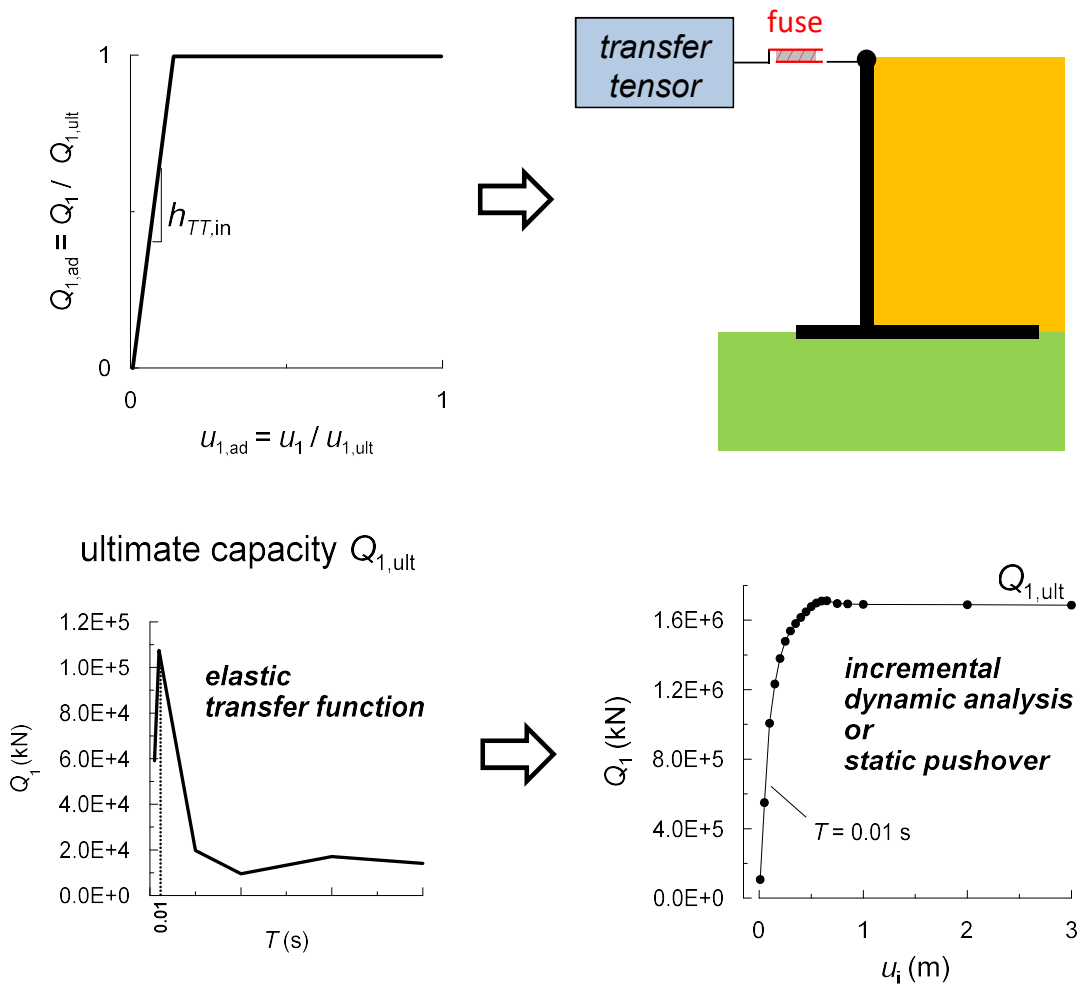 1
Q1,ad = Q1 / Q1,ult
hTT,in
0
0
1
u1,ad = u1 / u1,ult
fuse
transfer
tensor
ultimate capacity Q1,ult
1.2E+5
1.0E+5
8.0E+4
6.0E+4
4.0E+4
2.0E+4
0.0E+0
Q1 (kN)
elastic
transfer function
0.01
T (s)
Q1,ult
1.6E+6
1.2E+6
8.0E+5
4.0E+5
0.0E+0
Q1 (kN)
incremental
dynamic analysis
or
static pushover
T = 0.01 s
0
1
2
3
ui (m)